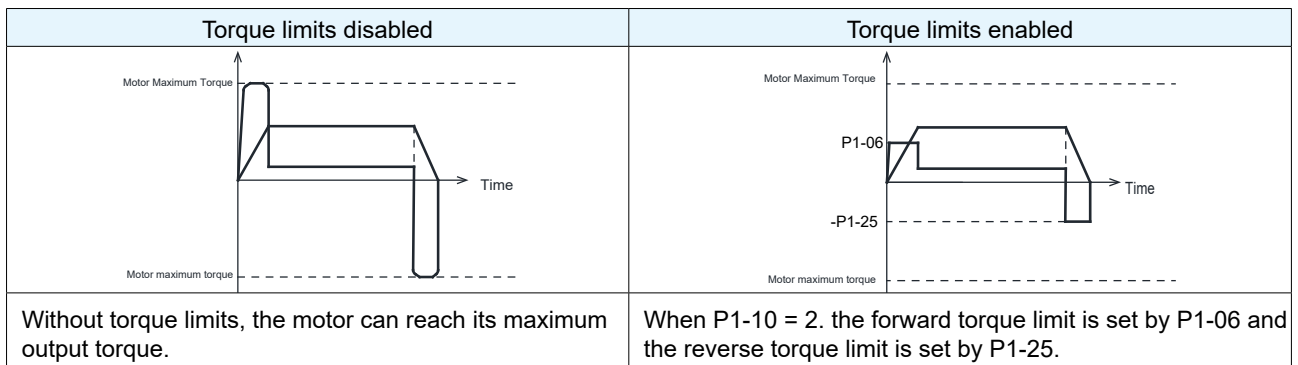 Torque limits disabled
Torque limits enabled
Motor Maximum Torque
Time
Motor maximum torque
Motor Maximum Torque
P1-06
Time
-P1-25
Motor maximum torque
Without torque limits, the motor can reach its maximum
output torque.
When P1-10 = 2. the forward torque limit is set by P1-06 and
the reverse torque limit is set by P1-25.